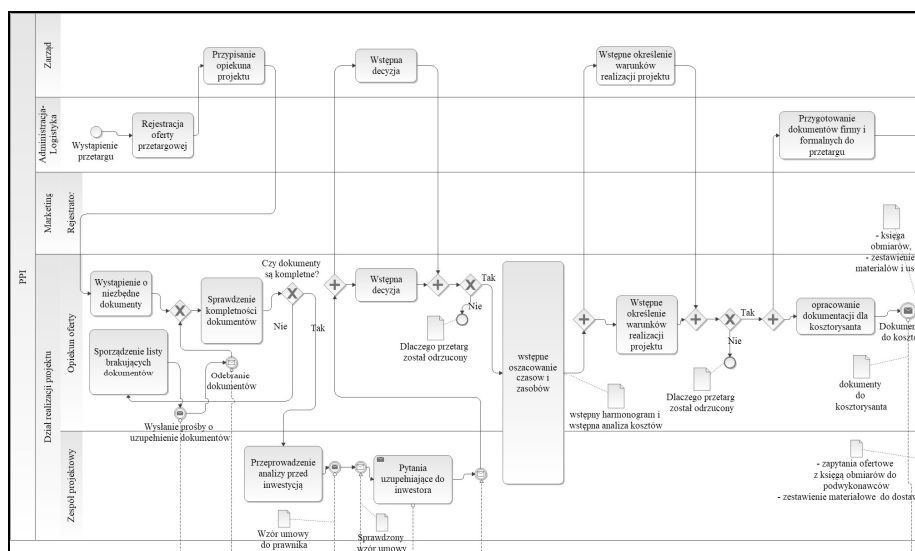 PPI
Zarząd
Administracja-
Logistyka
Marketing
Rejestrato:
Dział realizacji projektu
Opiekun oferty
Zespół projektowy
Przypisanie
opiekuna
projektu
Wstępna
decyzja
Wstępne określenie
warunków
realizacji projektu
Wystąpienie
przetargu
Rejestracja
oferty
przetargowej
Przygotowanie
dokumentów firmy i
formalnych do
przetargu
- księga
obmiarów,
- zestawienie
materiałów i us
Czy dokumenty
są kompletne?
Wystąpienie o
niezbędne
dokumenty
Sprawdzenie
kompletności
dokumentów
Nie
Tak
Wstępna
decyzja
Tak
Nie
Dlaczego przetarg
został odrzucony
wstępne
oszacowanie
czasow i
zasobów
Wstępne
określenie
warunków
realizacji
projektu
Tak
Nie
Dlaczego przetarg
został odrzucony
opracowanie
dokumentacji dla
kosztorysanta
Dokumen
do koszto
Sporządzenie listy
brakujących
dokumentów
Odebranie
dokumentów
Wysłanie prośby o
uzupełnienie dokumentów
wstępny harmonogram i
wstępna analiza kosztów
dokumenty
do
kosztorysanta
Przeprowadzenie
analizy przed
inwestycją
Pytania
uzupełniające do
inwestora
Wzór umowy
do prawnika
Sprawdzony
wzór umowy
- zapytania ofertowe
z księgą obmiarów do
podwykonawców
- zestawienie materiałowe do dostaw